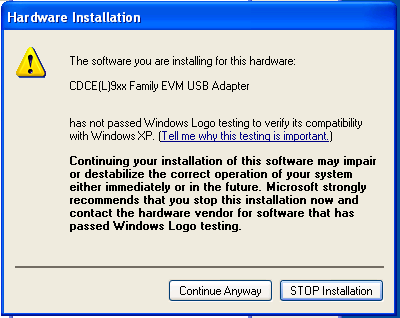 Hardware Installation
The software you are installing for this hardware:
CDCE(L)9xx Family EVM USB Adapter
has not passed Windows Logo testing to verify its compatibility
with Windows XP. (Tell me why this testing is important.)
Continuing your installation of this software may impair
or destabilize the correct operation of your system
either immediately or in the future. Microsoft strongly
recommends that you stop this installation now and
contact the hardware vendor for software that has
passed Windows Logo testing.
Continue Anyway
STOP Installation